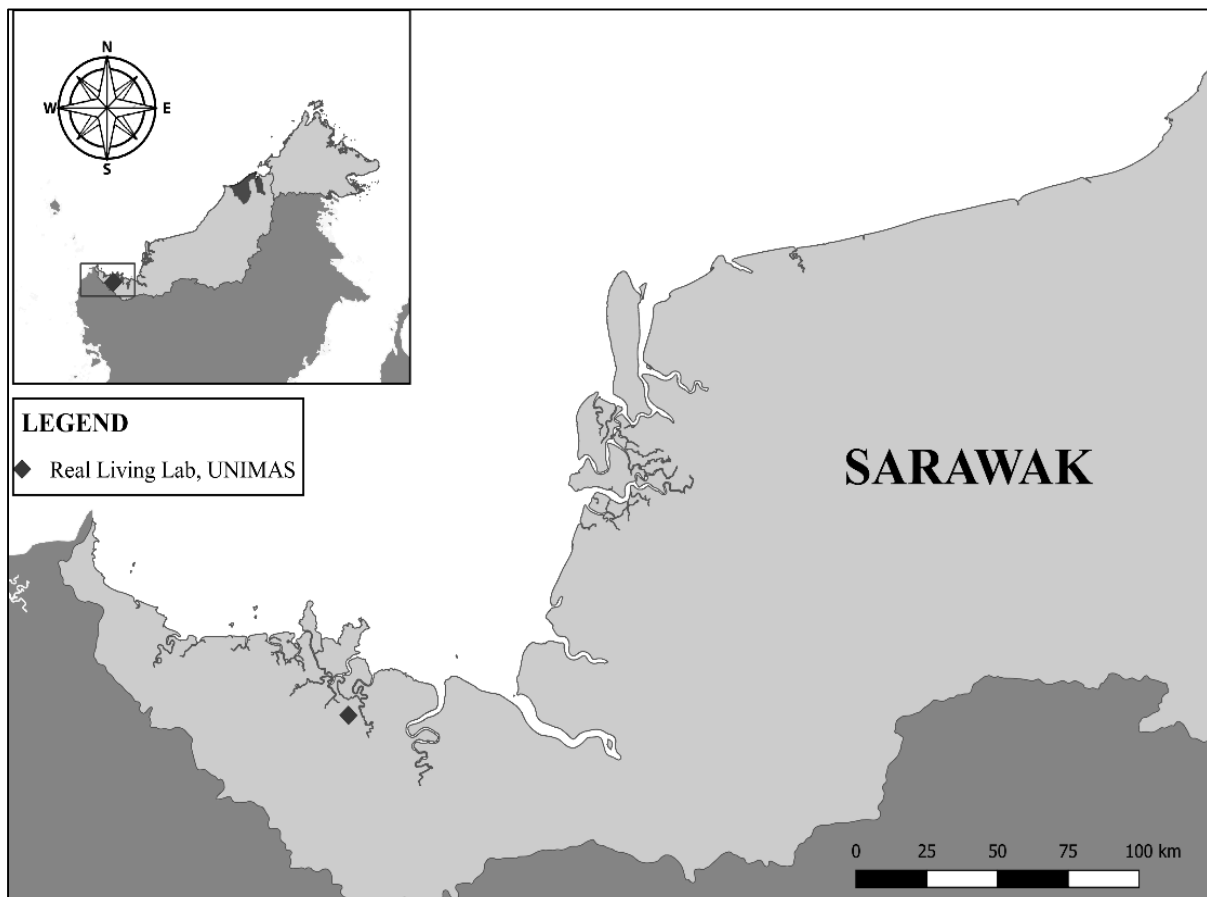 N
W E
S
LEGEND
Real Living Lab, UNIMAS
SARAWAK
0 25 50 75 100 km